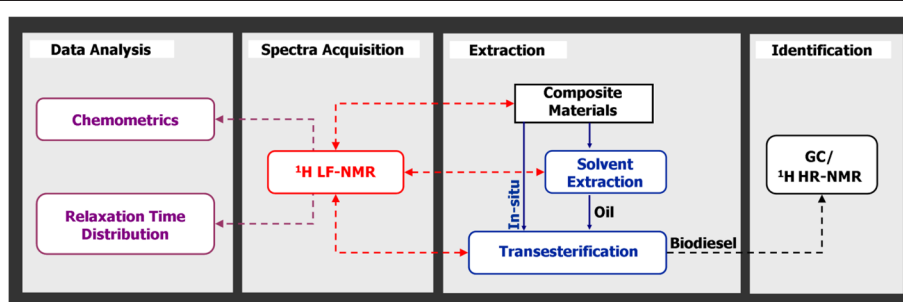 Data Analysis
Chemometrics
Relaxation Time
Distribution
Spectra Acquisition
¹H LF-NMR
Extraction
Composite
Materials
Solvent
Extraction
In-situ
Oil
Transesterification
Biodiesel
Identification
GC/
¹H HR-NMR